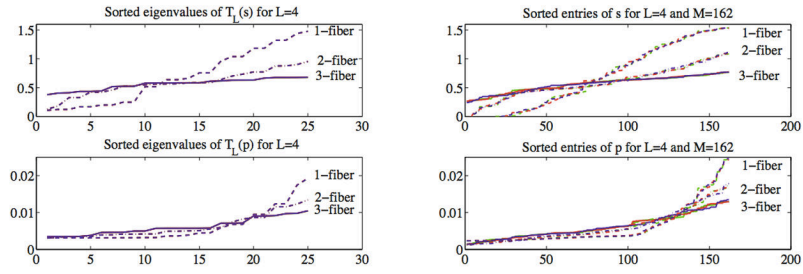 Sorted eigenvalues of T_L(s) for L=4
1.5
1
0.5
0
0 5 10 15 20 25 30
1-fiber
2-fiber
3-fiber
Sorted entries of s for L=4 and M=162
1.5
1
0.5
0
0 50 100 150 200
1-fiber
2-fiber
3-fiber
Sorted eigenvalues of T_L(p) for L=4
0.02
0.01
0
0 5 10 15 20 25 30
1-fiber
2-fiber
3-fiber
Sorted entries of p for L=4 and M=162
0.02
0.01
0
0 50 100 150 200
1-fiber
2-fiber
3-fiber